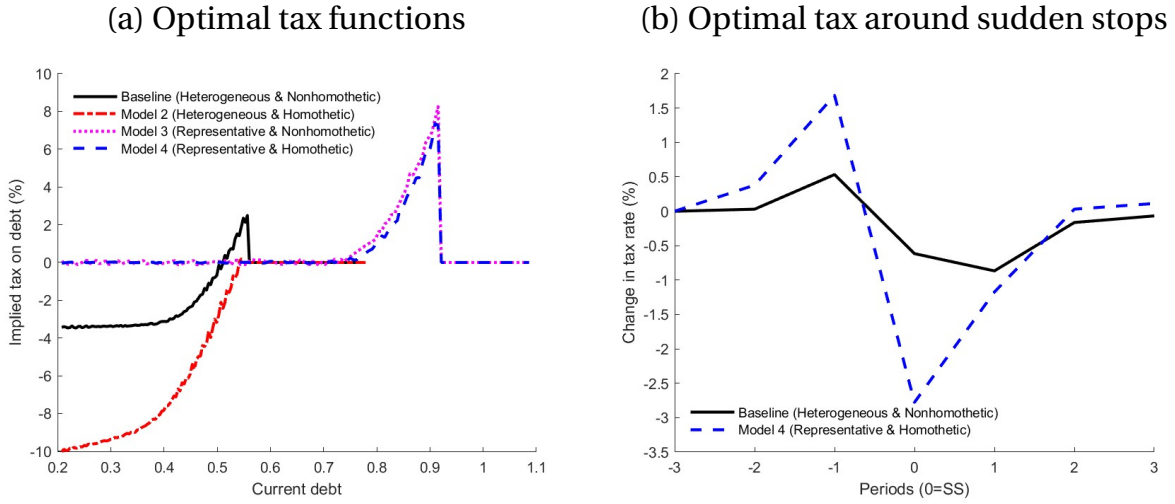 (a) Optimal tax functions
10
8
6
4
2
0
-2
-4
-6
-8
-10
Implied tax on debt (%)
Baseline (Heterogeneous & Nonhomothetic)
Model 2 (Heterogeneous & Homothetic)
Model 3 (Representative & Nonhomothetic)
Model 4 (Representative & Homothetic)
0.2 0.3 0.4 0.5 0.6 0.7 0.8 0.9 1 1.1
Current debt
(b) Optimal tax around sudden stops
2
1.5
1
0.5
0
-0.5
-1
-1.5
-2
-2.5
-3
-3.5
Change in tax rate (%)
Baseline (Heterogeneous & Nonhomothetic)
Model 4 (Representative & Homothetic)
-3 -2 -1 0 1 2 3
Periods (0=SS)